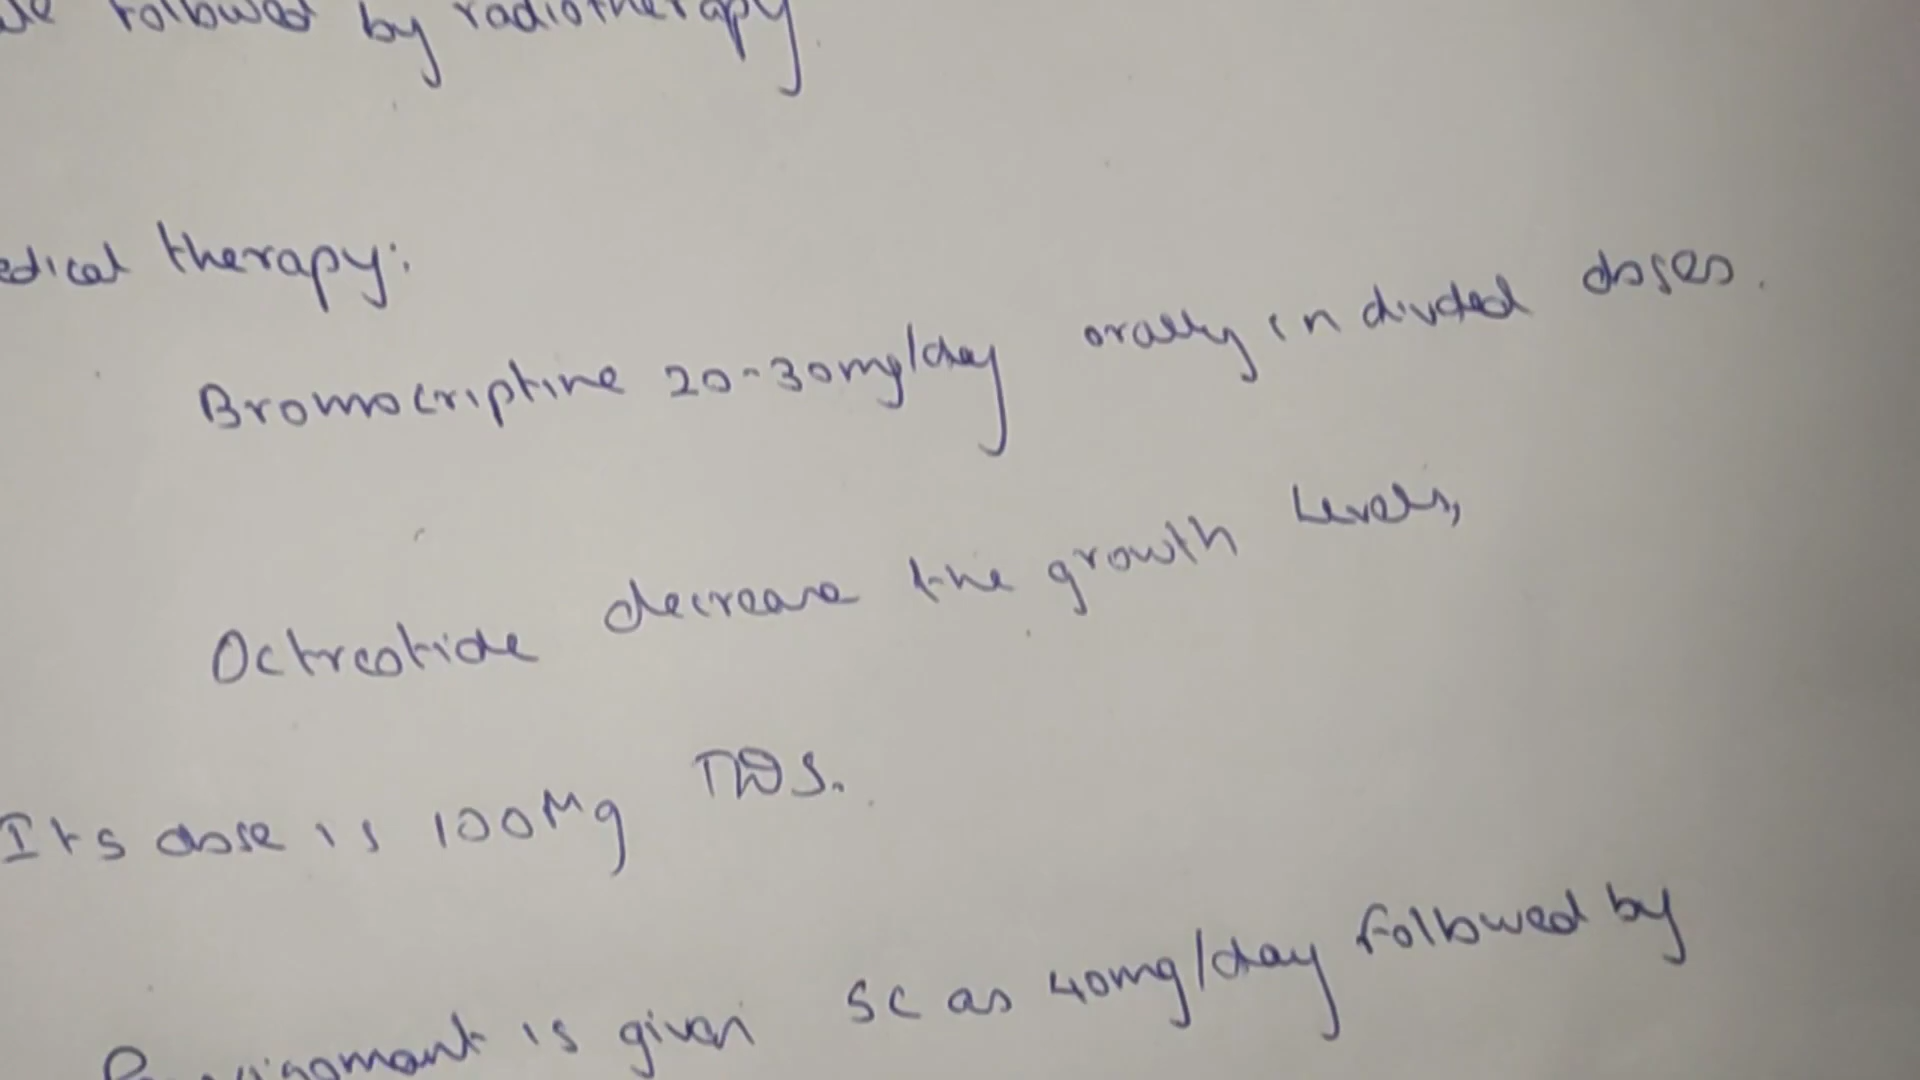 followed by radiotherapy
edical therapy:
Bromocriptine 20-30mg/day orally in divided doses.
Octreotide decrease the growth Levels,
Its dose is 100Mg TDS.
is given SC as 40mg/day followed by